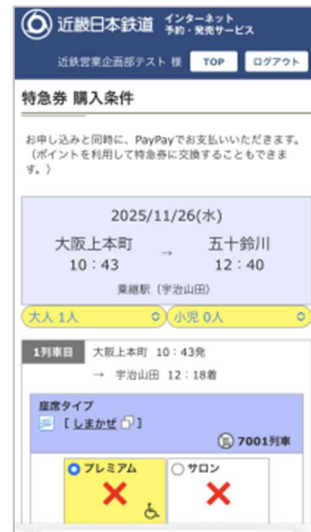 近畿日本鉄道 インターネット
予約・発売サービス
近鉄営業企画部テスト 様 TOP ログアウト
特急券 購入条件
お申し込みと同時に、PayPayでお支払いいただきます。
(ポイントを利用して特急券に交換することもできま
す。)
2025/11/26(水)
大阪上本町 → 五十鈴川
10:43 12:40
乗継駅(宇治山田)
大人 1人 小児 0人
1列車目 大阪上本町 10:43発
→ 宇治山田 12:18着
座席タイプ
[ しまかぜ ]
7001列車
プレミアム サロン